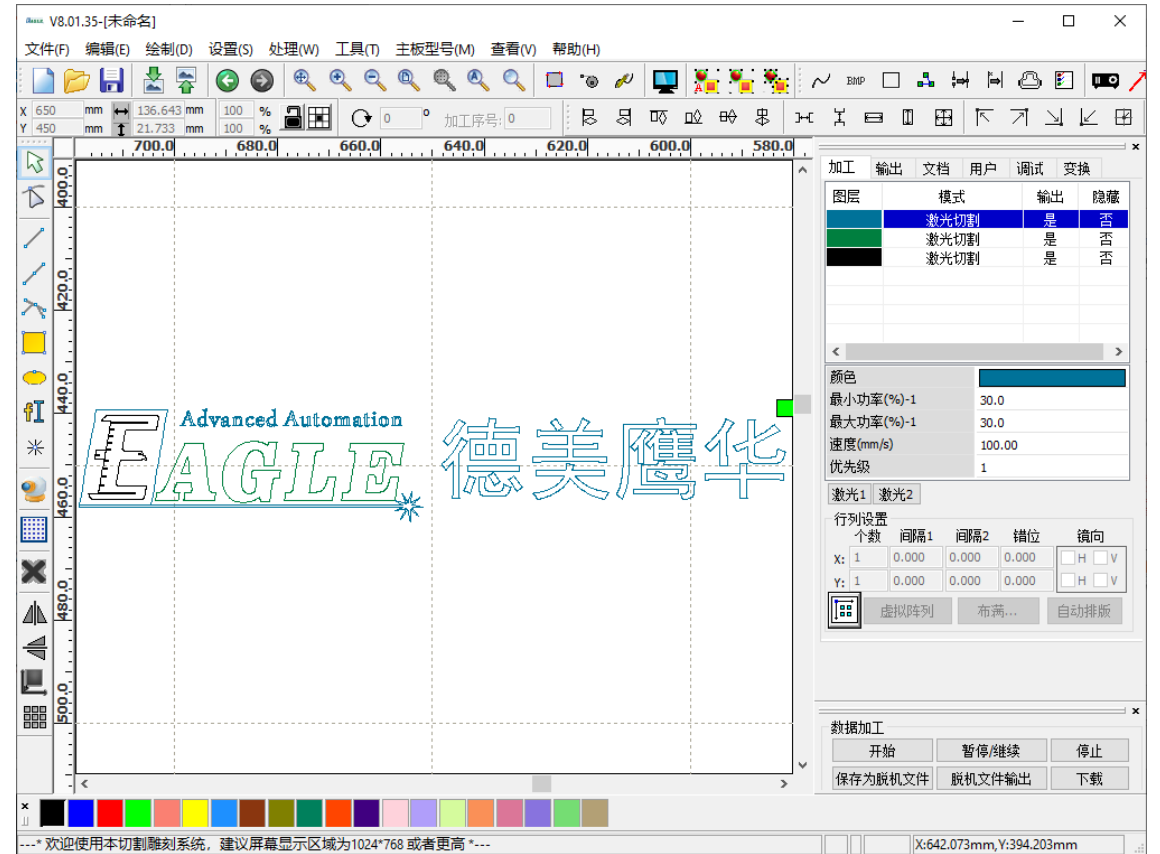 V8.01.35-[未命名]
文件(F) 编辑(E) 绘制(D) 设置(S) 处理(W) 工具(T) 主板型号(M) 查看(V) 帮助(H)
BMP
X 650 mm 136.643 mm 100 %
Y 450 mm 21.733 mm 100 %
0 ° 加工序号: 0
700.0 680.0 660.0 640.0 620.0 600.0 580.0
400.0
420.0
440.0
460.0
480.0
500.0
Advanced Automation
EAGLE 德美鹰华
加工 输出 文档 用户 调试 变换
图层 模式 输出 隐藏
激光切割 是 否
激光切割 是 否
激光切割 是 否
颜色
最小功率(%)-1 30.0
最大功率(%)-1 30.0
速度(mm/s) 100.00
优先级 1
激光1 激光2
行列设置
个数 间隔1 间隔2 错位 镜向
X: 1 0.000 0.000 0.000 H V
Y: 1 0.000 0.000 0.000 H V
虚拟阵列 布满... 自动排版
数据加工
开始 暂停/继续 停止
保存为脱机文件 脱机文件输出 下载
---* 欢迎使用本切割雕刻系统，建议屏幕显示区域为1024*768 或者更高 *---
X:642.073mm,Y:394.203mm